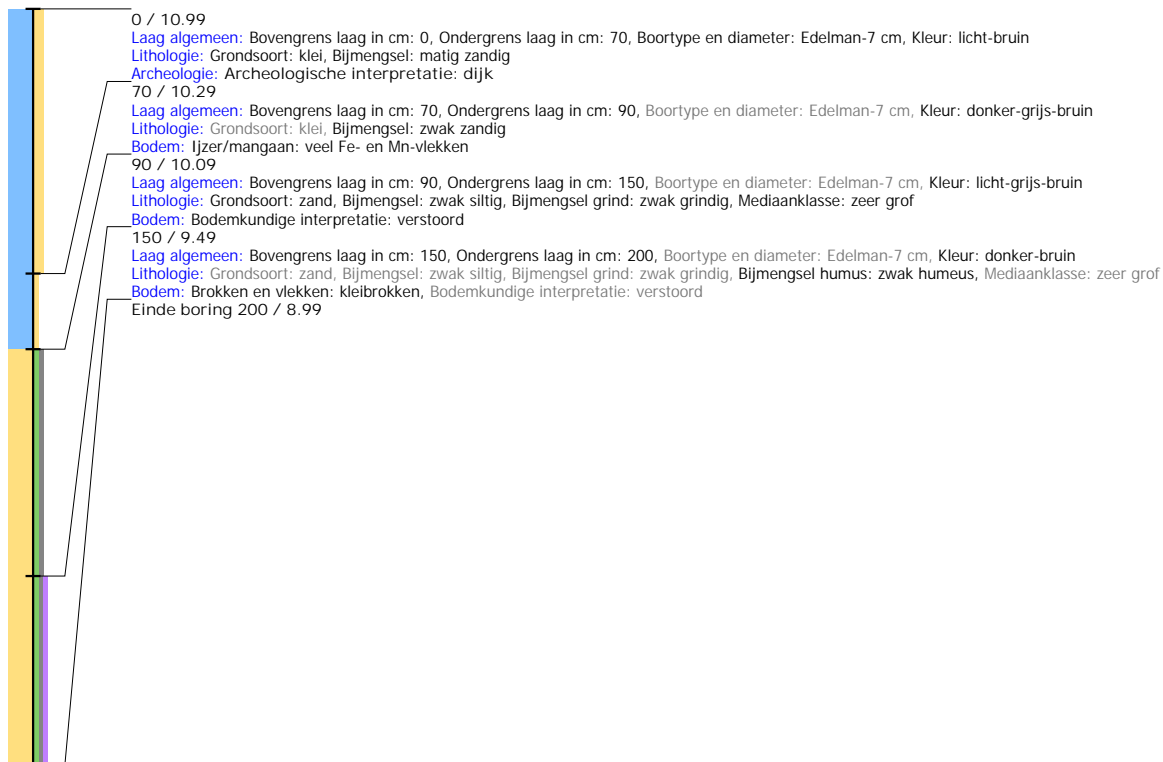 0 / 10.99
Laag algemeen: Bovengrens laag in cm: 0, Ondergrens laag in cm: 70, Boortype en diameter: Edelman-7 cm, Kleur: licht-bruin
Lithologie: Grondsoort: klei, Bijmengsel: matig zandig
Archeologie: Archeologische interpretatie: dijk
70 / 10.29
Laag algemeen: Bovengrens laag in cm: 70, Ondergrens laag in cm: 90, Boortype en diameter: Edelman-7 cm, Kleur: donker-grijs-bruin
Lithologie: Grondsoort: klei, Bijmengsel: zwak zandig
Bodem: Ijzer/mangaan: veel Fe- en Mn-vlekken
90 / 10.09
Laag algemeen: Bovengrens laag in cm: 90, Ondergrens laag in cm: 150, Boortype en diameter: Edelman-7 cm, Kleur: licht-grijs-bruin
Lithologie: Grondsoort: zand, Bijmengsel: zwak siltig, Bijmengsel grind: zwak grindig, Mediaanklasse: zeer grof
Bodem: Bodemkundige interpretatie: verstoord
150 / 9.49
Laag algemeen: Bovengrens laag in cm: 150, Ondergrens laag in cm: 200, Boortype en diameter: Edelman-7 cm, Kleur: donker-bruin
Lithologie: Grondsoort: zand, Bijmengsel: zwak siltig, Bijmengsel grind: zwak grindig, Bijmengsel humus: zwak humeus, Mediaanklasse: zeer grof
Bodem: Brokken en vlekken: kleibrokken, Bodemkundige interpretatie: verstoord
Einde boring 200 / 8.99